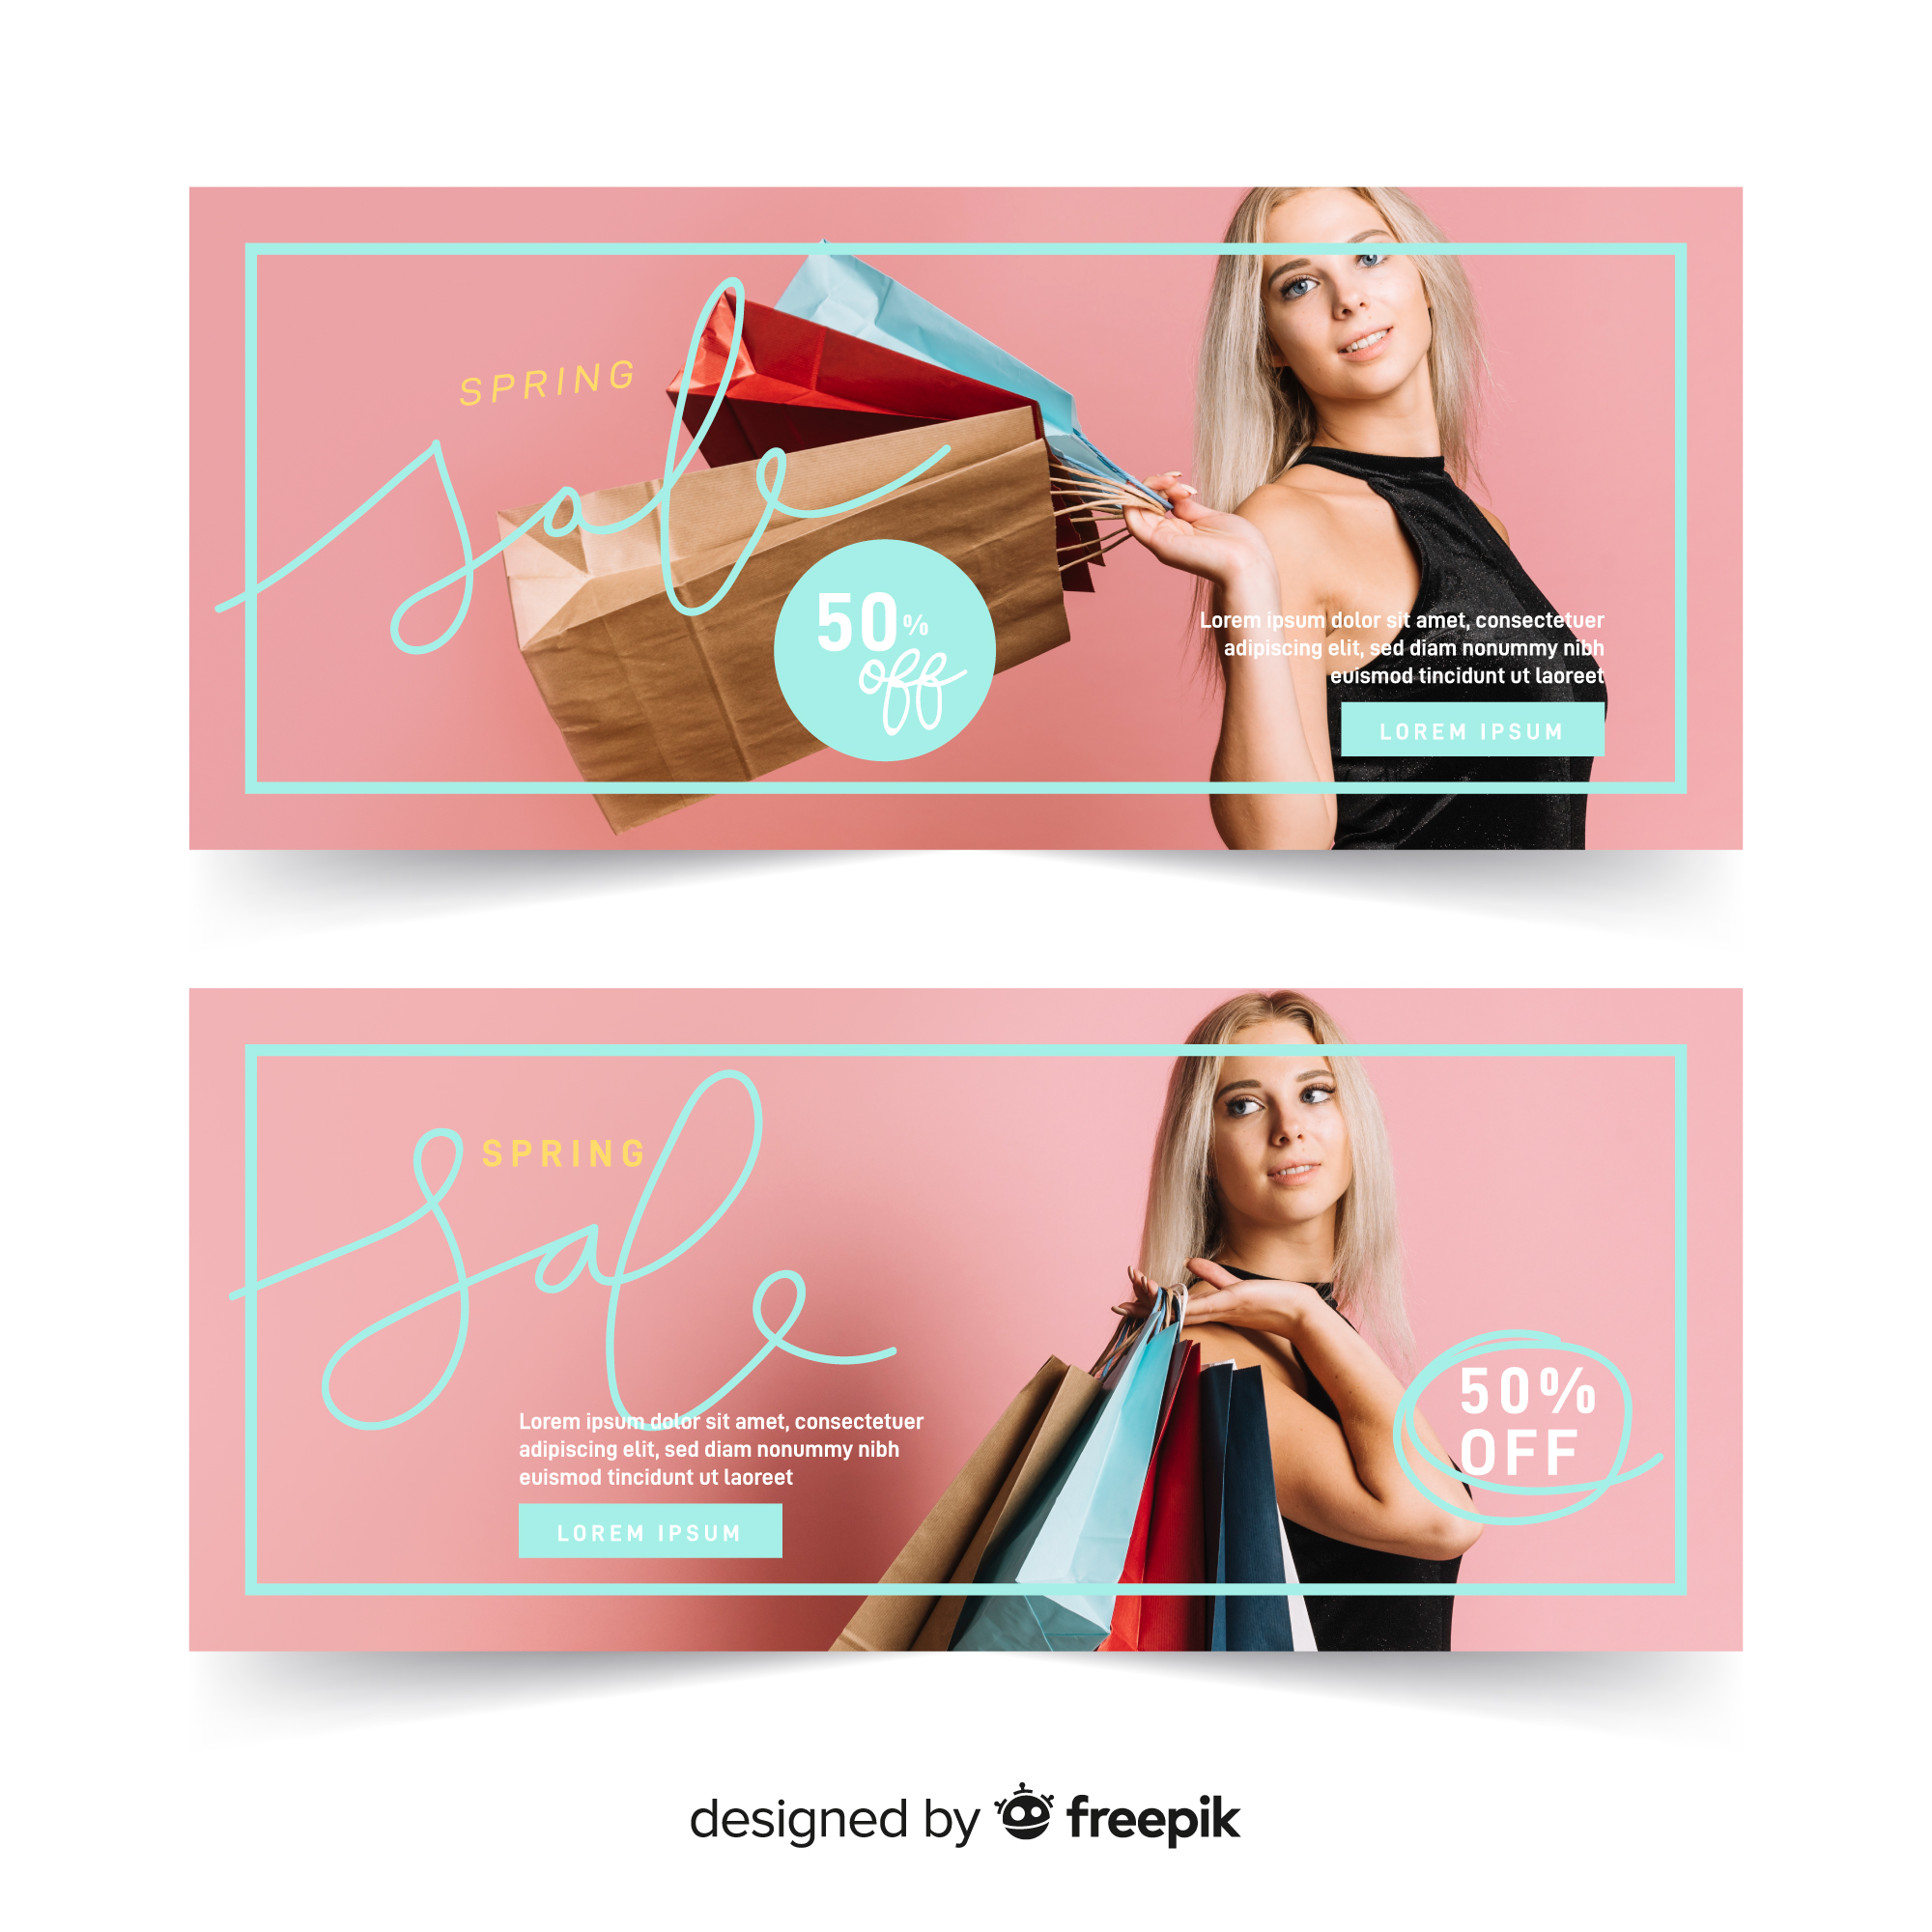 SPRING
sale
50%
off
Lorem ipsum dolor sit amet, consectetuer
adipiscing elit, sed diam nonummy nibh
euismod tincidunt ut laoreet
LOREM IPSUM
SPRING
sale
Lorem ipsum dolor sit amet, consectetuer
adipiscing elit, sed diam nonummy nibh
euismod tincidunt ut laoreet
LOREM IPSUM
50%
OFF
designed by freepik